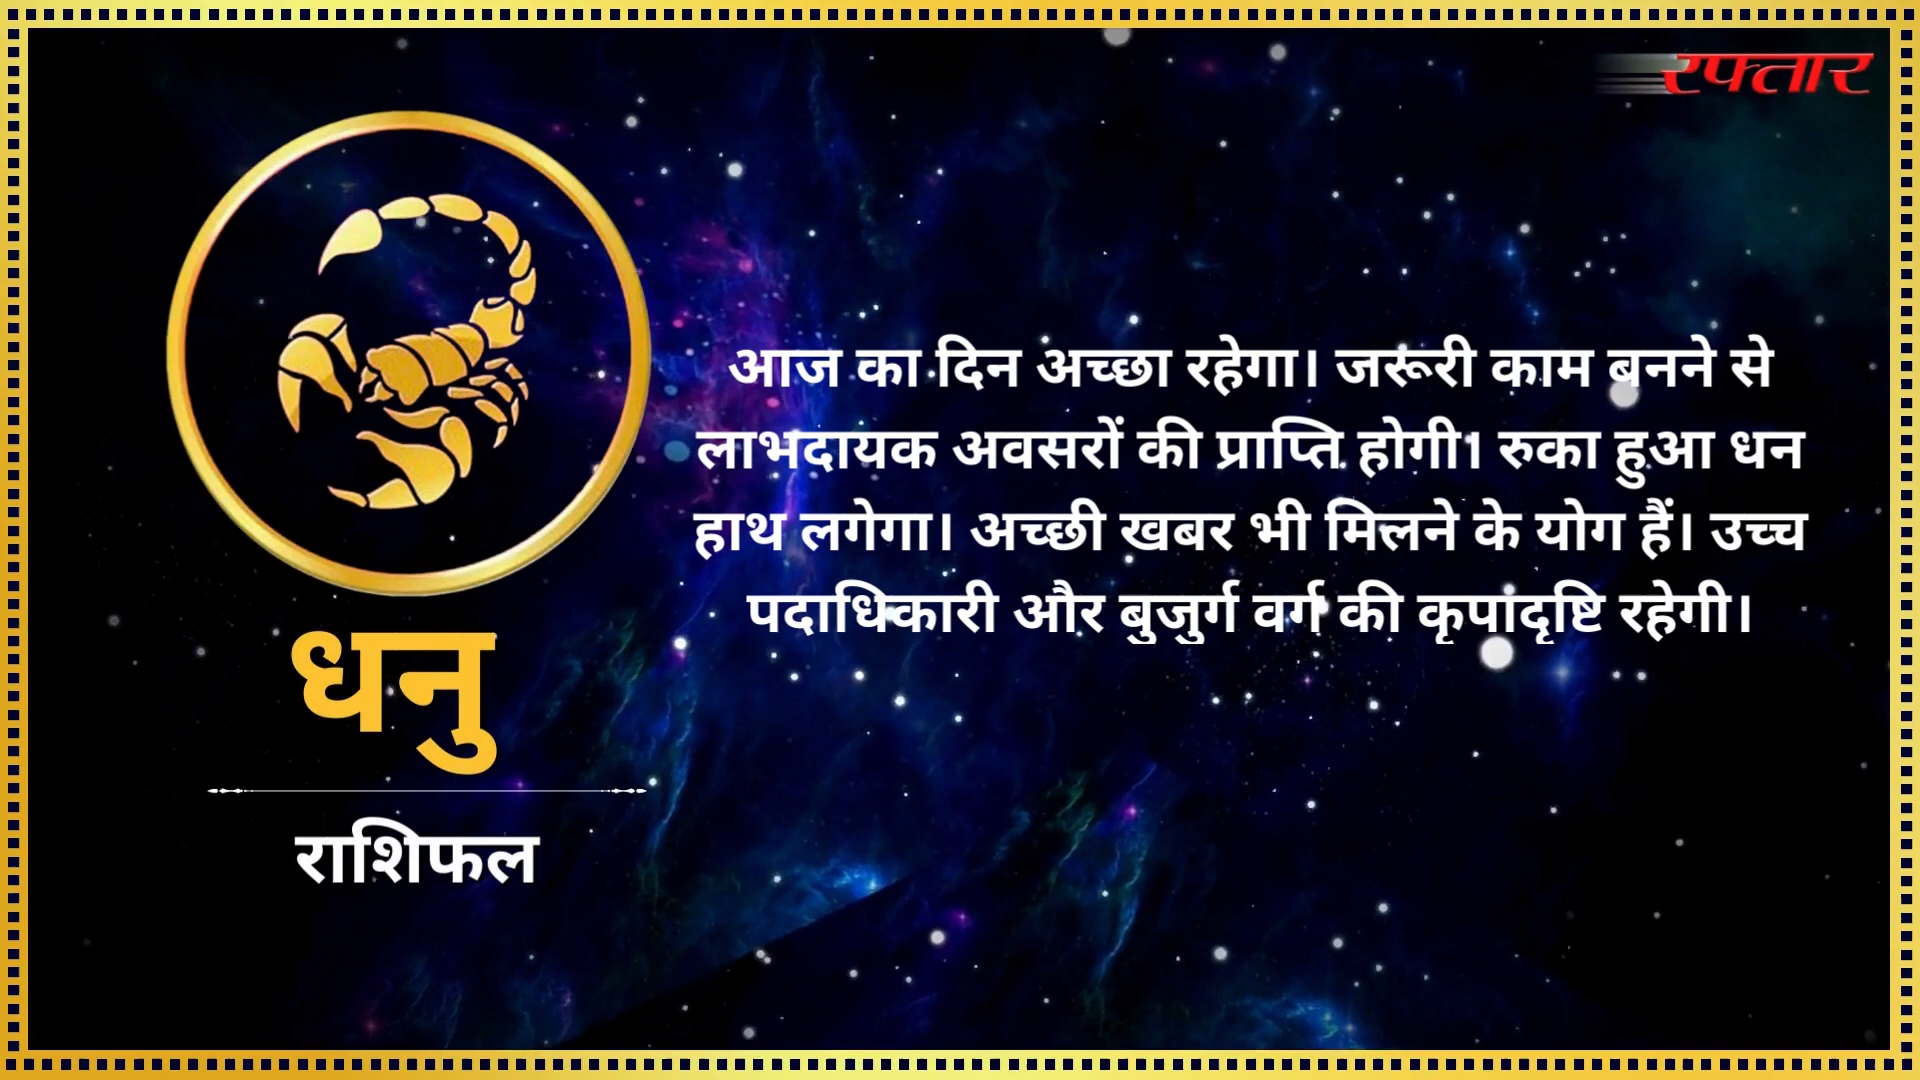 रफ्तार
आज का दिन अच्छा रहेगा। जरूरी काम बनने से
लाभदायक अवसरों की प्राप्ति होगी। रुका हुआ धन
हाथ लगेगा। अच्छी खबर भी मिलने के योग हैं। उच्च
पदाधिकारी और बुजुर्ग वर्ग की कृपादृष्टि रहेगी।
धनु
राशिफल